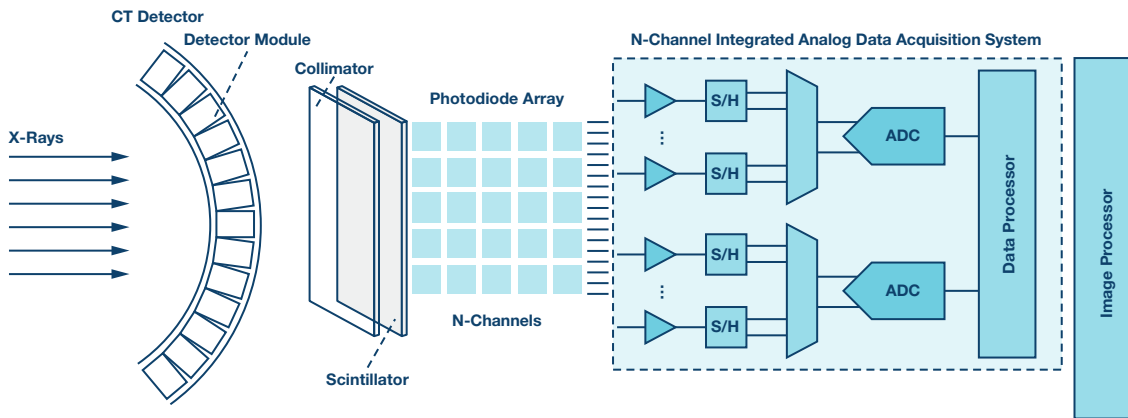 CT Detector
Detector Module
Collimator
X-Rays
Photodiode Array
N-Channels
Scintillator
N-Channel Integrated Analog Data Acquisition System
S/H
...
S/H
ADC
S/H
...
S/H
ADC
Data Processor
Image Processor